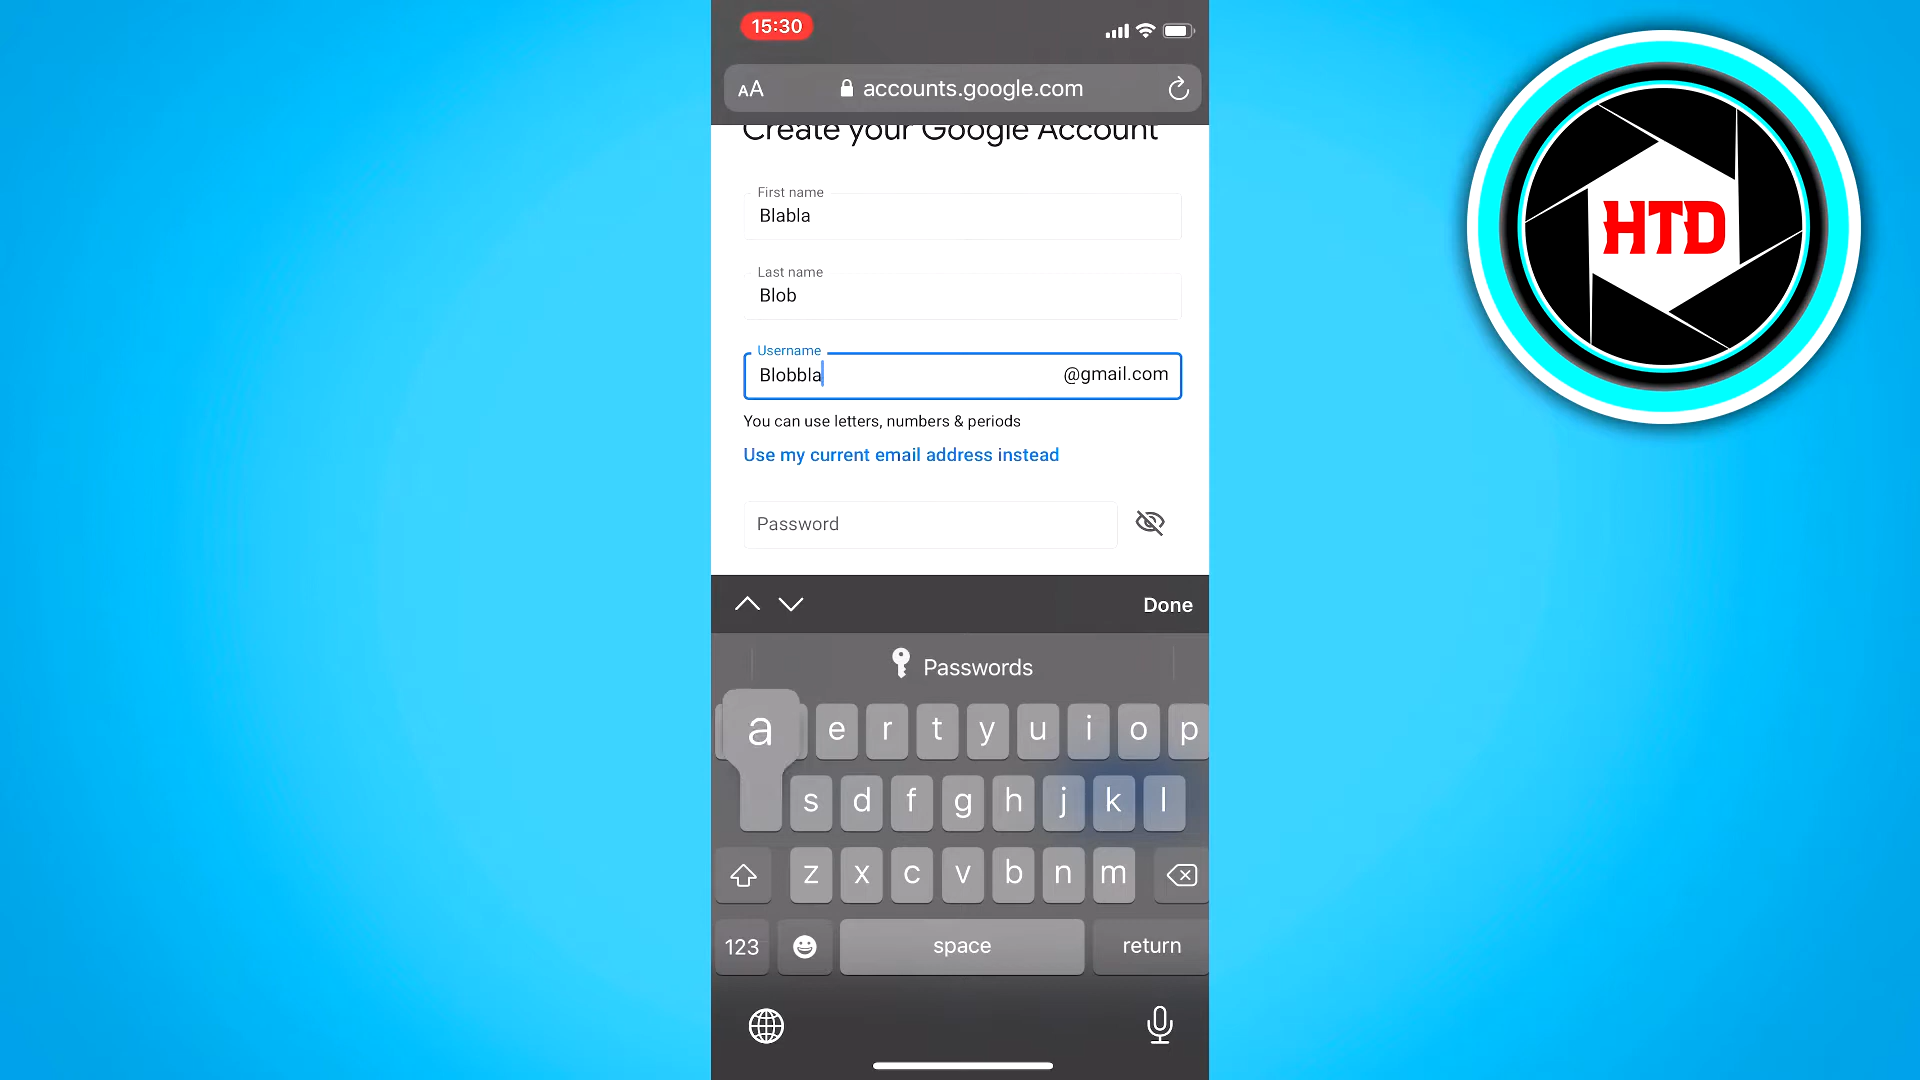 15:30
AA accounts.google.com
Create your Google Account
First name
Blabla
Last name
Blob
Username
Blobbla @gmail.com
You can use letters, numbers & periods
Use my current email address instead
Password
Done
Passwords
a e r t y u i o p
s d f g h j k l
z x c v b n m
123 space return
HTD